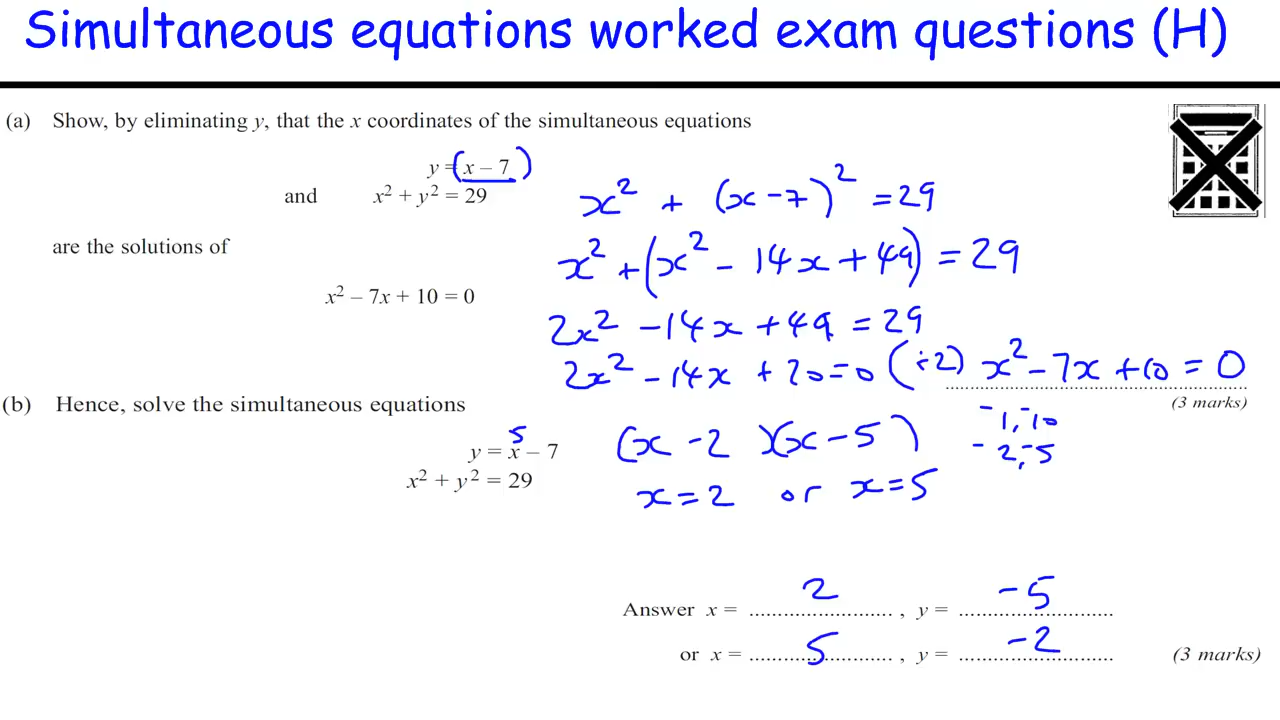 Simultaneous equations worked exam questions (H)
(a) Show, by eliminating y, that the x coordinates of the simultaneous equations
y = (x – 7)
and x² + y² = 29
x² + (x - 7)² = 29
are the solutions of
x² + (x² - 14x + 49) = 29
x² – 7x + 10 = 0
2x² - 14x + 49 = 29
2x² - 14x + 20 = 0 (÷2) x² - 7x + 10 = 0
(3 marks)
(b) Hence, solve the simultaneous equations
-1, -10
5
y = x – 7
(x - 2)(x - 5)
-2, -5
x² + y² = 29
x = 2 or x = 5
Answer x = 2 , y = -5
or x = 5 , y = -2 (3 marks)